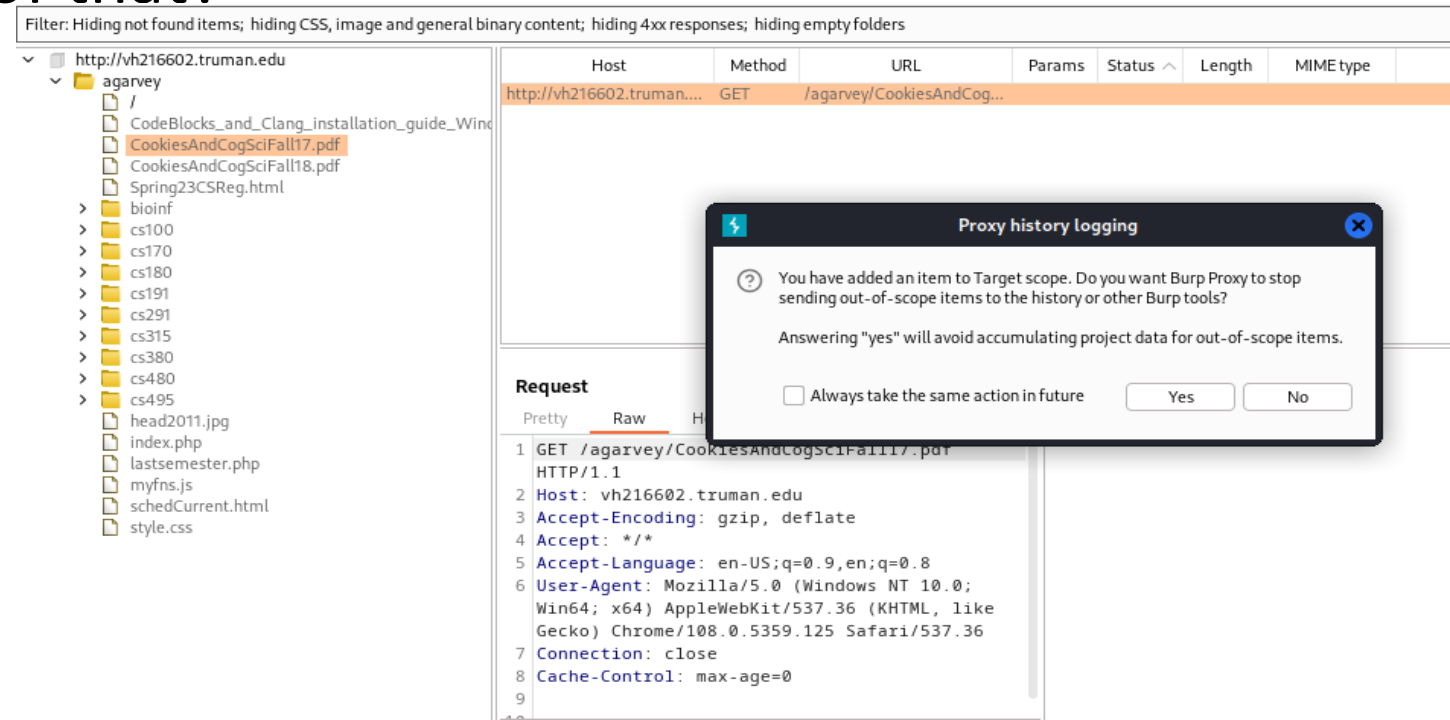 or that.
Filter: Hiding not found items; hiding CSS, image and general binary content; hiding 4xx responses; hiding empty folders
http://vh216602.truman.edu
agarvey
/
CodeBlocks_and_Clang_installation_guide_Wind
CookiesAndCogSciFall17.pdf
CookiesAndCogSciFall18.pdf
Spring23CSReg.html
bioinf
cs100
cs170
cs180
cs191
cs291
cs315
cs380
cs480
cs495
head2011.jpg
index.php
lastsemester.php
myfns.js
schedCurrent.html
style.css
Host Method URL Params Status Length MIME type
http://vh216602.truman.... GET /agarvey/CookiesAndCog...
Proxy history logging
You have added an item to Target scope. Do you want Burp Proxy to stop
sending out-of-scope items to the history or other Burp tools?
Answering "yes" will avoid accumulating project data for out-of-scope items.
Always take the same action in future Yes No
Request
Pretty Raw
1 GET /agarvey/CookiesAndCogSciFall17.pdf
HTTP/1.1
2 Host: vh216602.truman.edu
3 Accept-Encoding: gzip, deflate
4 Accept: */*
5 Accept-Language: en-US;q=0.9,en;q=0.8
6 User-Agent: Mozilla/5.0 (Windows NT 10.0;
Win64; x64) AppleWebKit/537.36 (KHTML, like
Gecko) Chrome/108.0.5359.125 Safari/537.36
7 Connection: close
8 Cache-Control: max-age=0
9